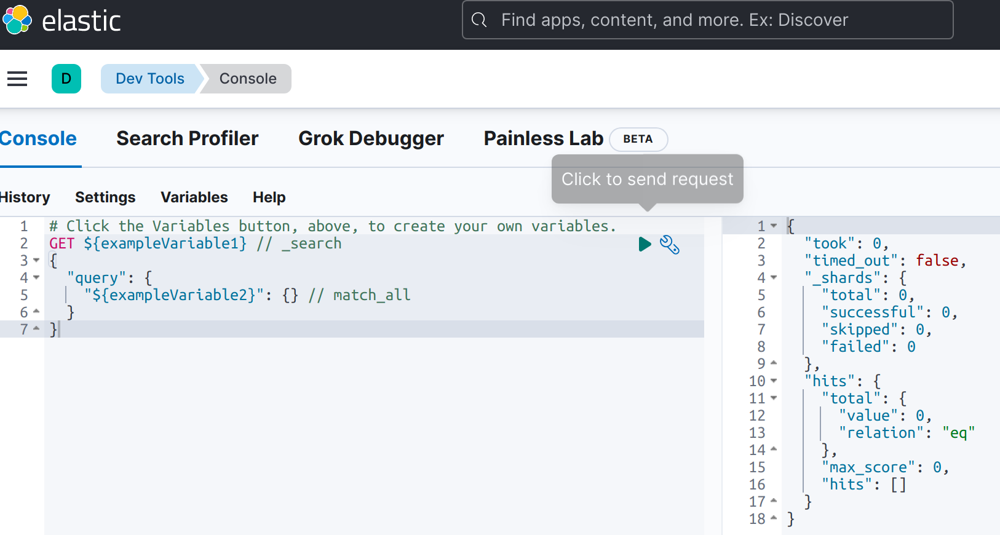 elastic
Find apps, content, and more. Ex: Discover
D
Dev Tools
Console
Console
Search Profiler
Grok Debugger
Painless Lab
BETA
Click to send request
History
Settings
Variables
Help
1 # Click the Variables button, above, to create your own variables.
2 GET ${exampleVariable1} // _search
3 {
4   "query": {
5     "${exampleVariable2}": {} // match_all
6   }
7 }
1 {
2   "took": 0,
3   "timed_out": false,
4   "_shards": {
5     "total": 0,
6     "successful": 0,
7     "skipped": 0,
8     "failed": 0
9   },
10   "hits": {
11     "total": {
12       "value": 0,
13       "relation": "eq"
14     },
15     "max_score": 0,
16     "hits": []
17   }
18 }